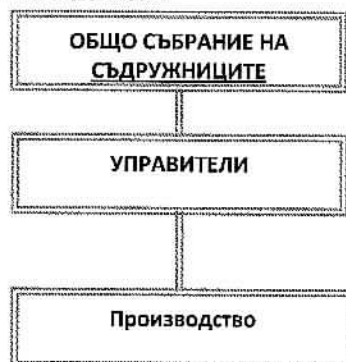 ОБЩО СЪБРАНИЕ НА
СЪДРУЖНИЦИТЕ
УПРАВИТЕЛИ
Производство